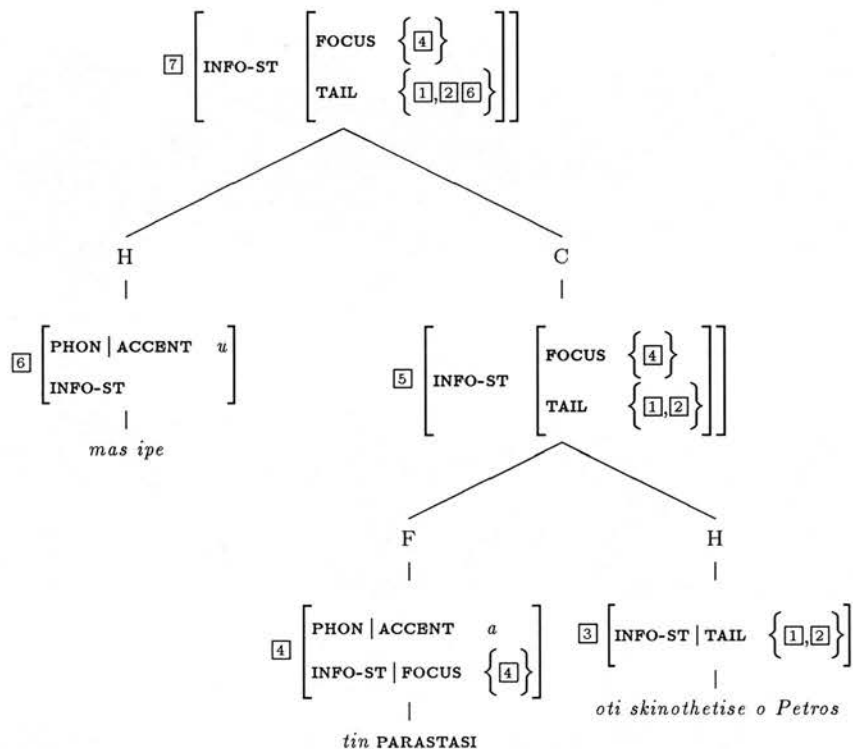 7 [INFO-ST [FOCUS {4}
TAIL {1,2 6}]]
H C
6 [PHON | ACCENT u
INFO-ST ]
5 [INFO-ST [FOCUS {4}
TAIL {1,2}]]
mas ipe
F H
4 [PHON | ACCENT a
INFO-ST | FOCUS {4}]
3 [INFO-ST | TAIL {1,2}]
oti skinothetise o Petros
tin PARASTASI